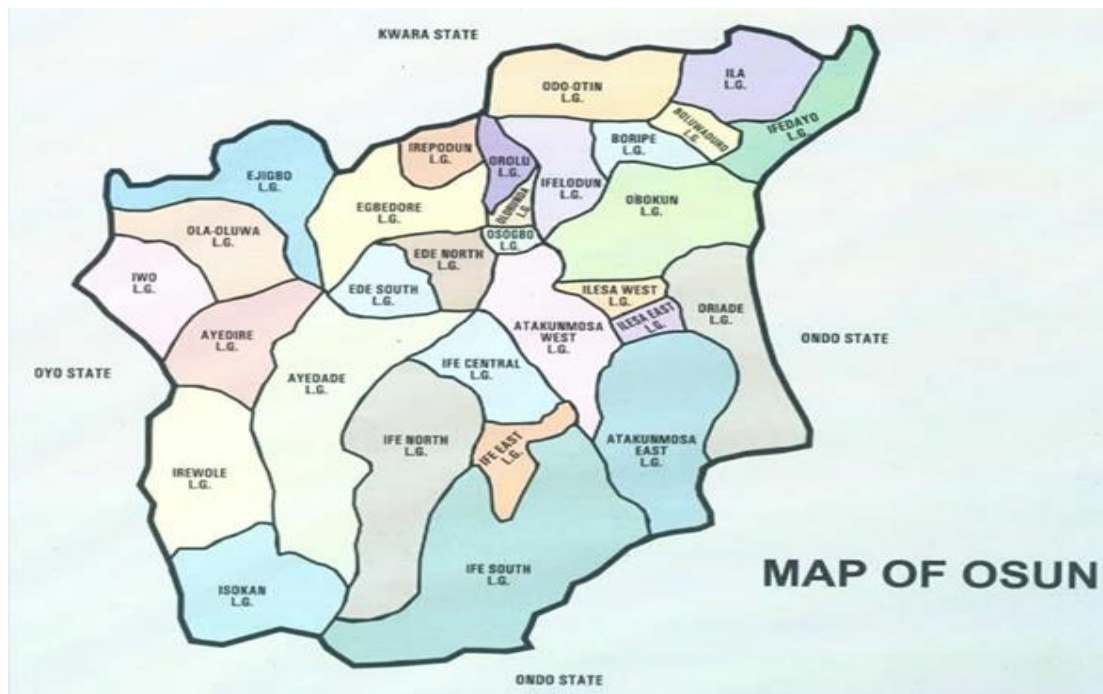 KWARA STATE
ODO-OTIN
L.G.
ILA
L.G.
BOLUWADURO
L.G.
IFEDAYO
L.G.
IREPODUN
L.G.
OROLU
L.G.
BORIPE
L.G.
IFELODUN
L.G.
OLORUNDA
L.G.
EJIGBO
L.G.
EGBEDORE
L.G.
OBOKUN
L.G.
OLA-OLUWA
L.G.
OSOGBO
L.G.
EDE NORTH
L.G.
IWO
L.G.
EDE SOUTH
L.G.
ILESA WEST
L.G.
ILESA EAST
L.G.
ORIADE
L.G.
AYEDIRE
L.G.
ATAKUNMOSA
WEST
L.G.
ONDO STATE
OYO STATE
AYEDADE
L.G.
IFE CENTRAL
L.G.
IFE NORTH
L.G.
IFE EAST
L.G.
ATAKUNMOSA
EAST
L.G.
IREWOLE
L.G.
ISOKAN
L.G.
IFE SOUTH
L.G.
MAP OF OSUN
ONDO STATE